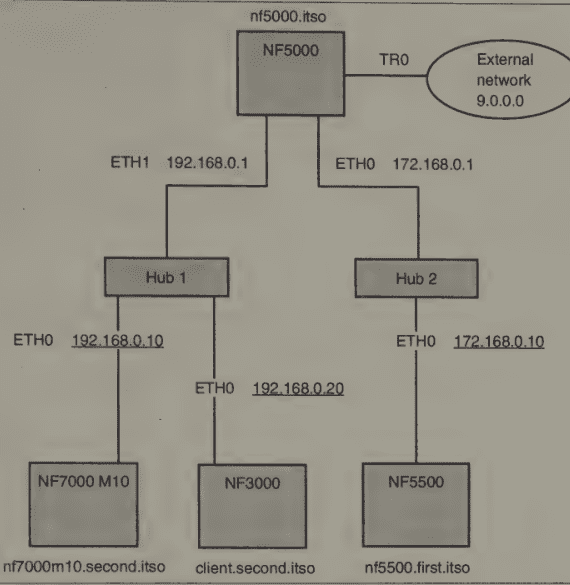 nf5000.itso
NF5000
TR0
External
network
9.0.0.0
ETH1 192.168.0.1
ETH0 172.168.0.1
Hub 1
Hub 2
ETH0 192.168.0.10
ETH0 172.168.0.10
ETH0 192.168.0.20
NF7000 M10
NF3000
NF5500
nf7000m10.second.itso
client.second.itso
nf5500.first.itso